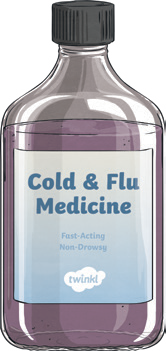 Cold & Flu
Medicine
Fast-Acting
Non-Drowsy
twinkl